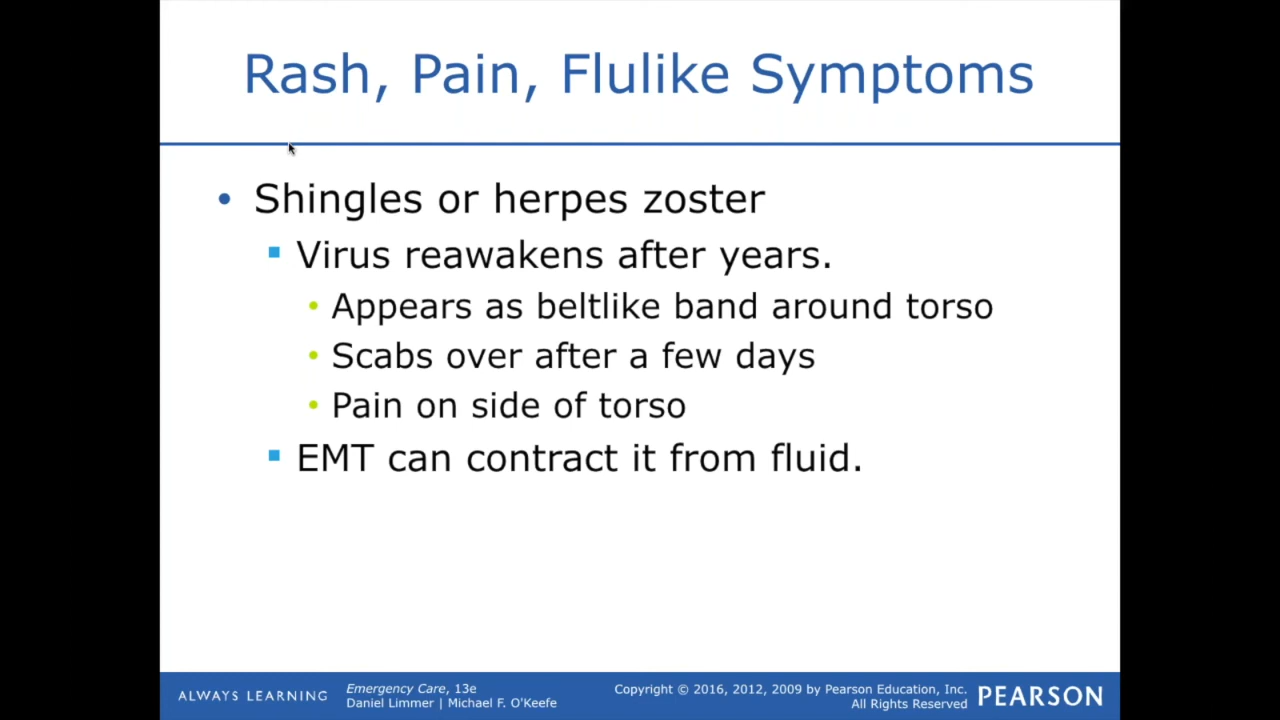 Rash, Pain, Flulike Symptoms
Shingles or herpes zoster
Virus reawakens after years.
Appears as beltlike band around torso
Scabs over after a few days
Pain on side of torso
EMT can contract it from fluid.
ALWAYS LEARNING
Emergency Care, 13e
Daniel Limmer | Michael F. O'Keefe
Copyright © 2016, 2012, 2009 by Pearson Education, Inc.
All Rights Reserved
PEARSON